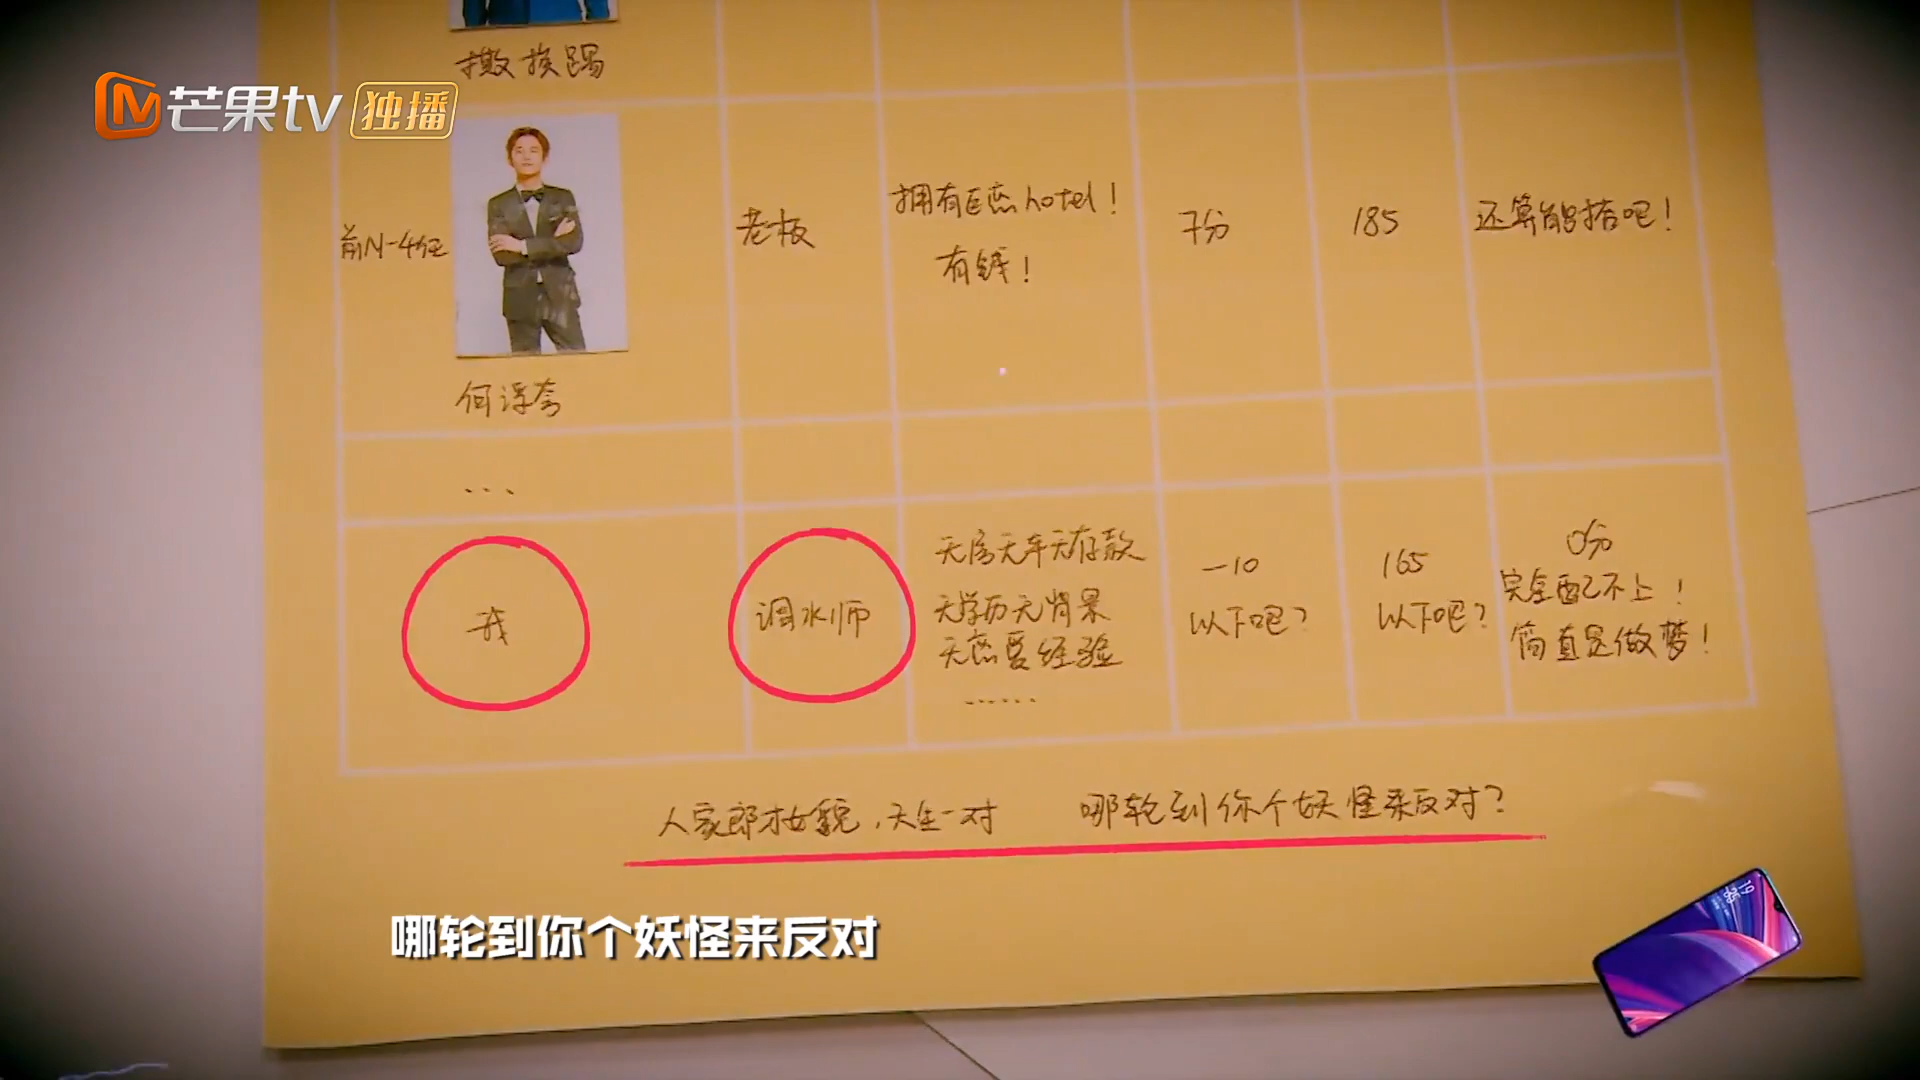 撒挨踢
芒果tv 独播
前N-4任
老板
拥有巨恋hotel!
有钱!
7分
185
还算能搭吧!
何浮夸
...
我
调水师
无房无车无存款
无学历无背景
无恋爱经验
......
-10
以下吧?
165
以下吧?
0分
完全配不上!
简直是做梦!
人家郎才女貌,天生一对 哪轮到你个妖怪来反对?
哪轮到你个妖怪来反对